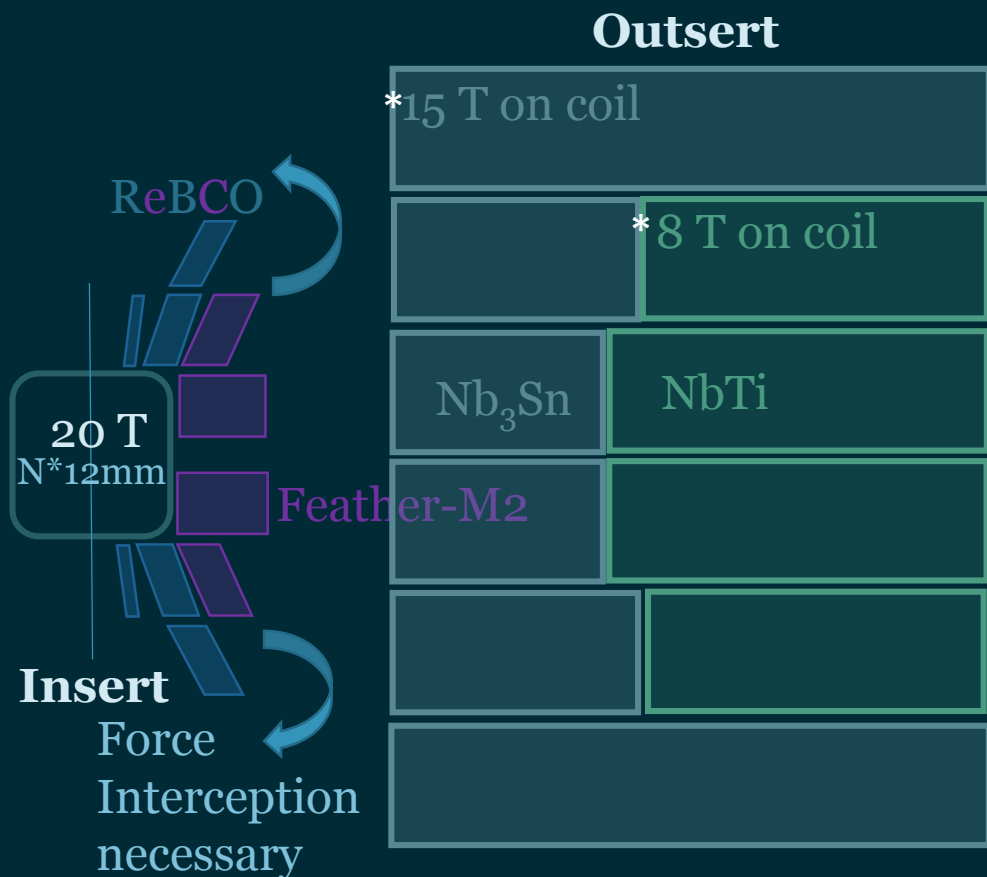 Outsert
*15 T on coil
ReBCO
* 8 T on coil
Nb₃Sn
NbTi
20 T
N*12mm
Feather-M2
Insert
Force
Interception
necessary